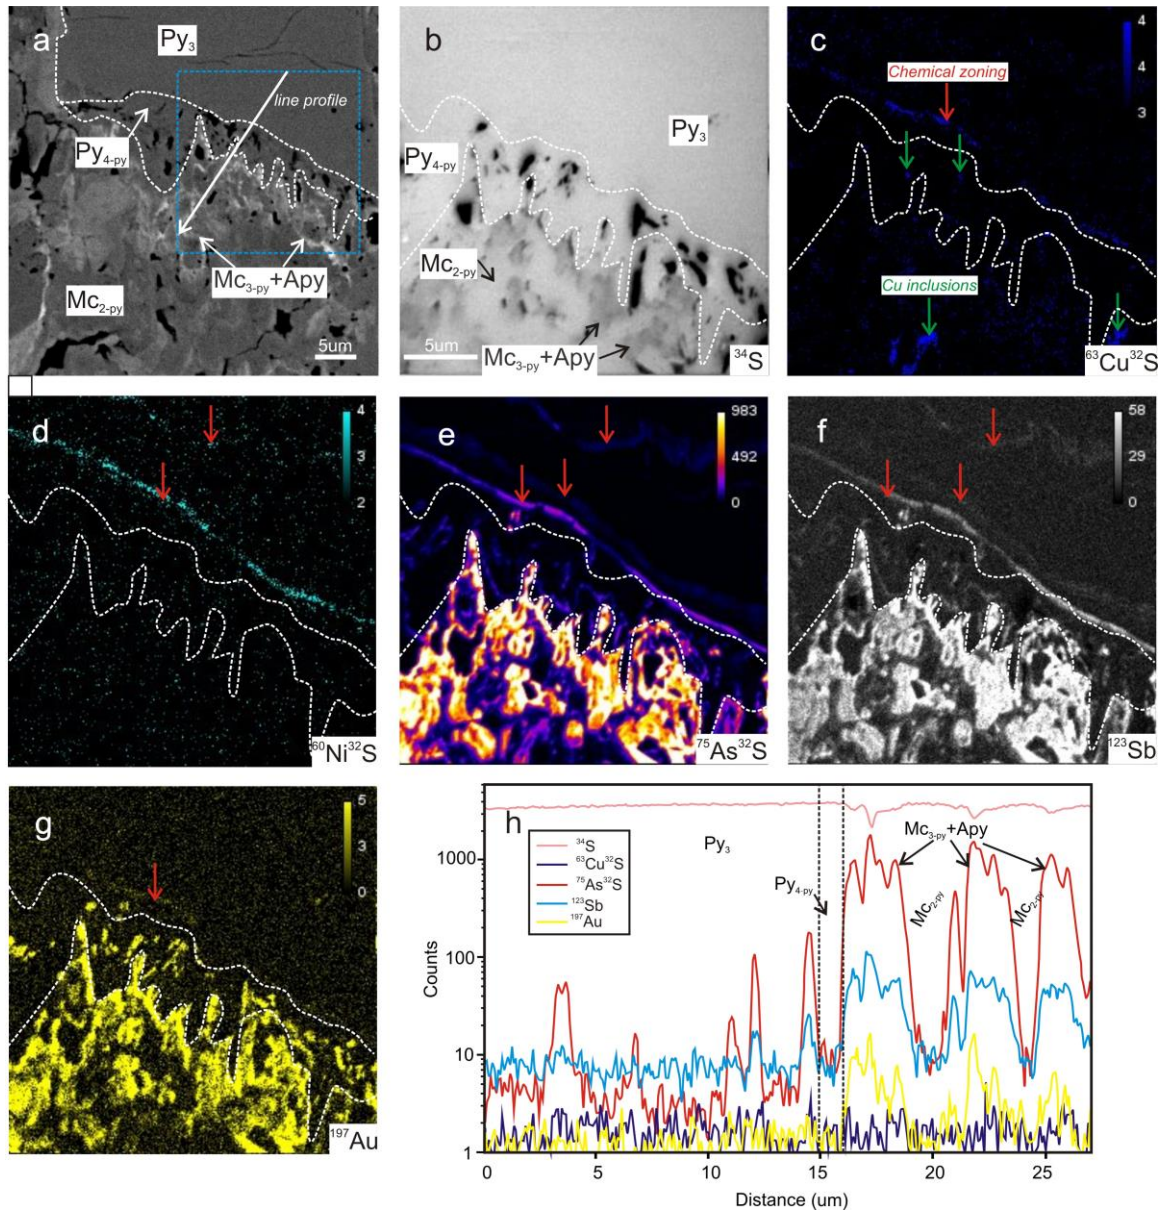 a
Py3
line profile
Py4-py
Mc3-py+Apy
Mc2-py
5um
b
Py3
Py4-py
Mc2-py
Mc3-py+Apy
5um
34S
c
4
4
3
Chemical zoning
Cu inclusions
63Cu32S
d
4
3
2
60Ni32S
e
983
492
0
75As32S
f
58
29
0
123Sb
g
5
3
0
197Au
h
34S
63Cu32S
75As32S
123Sb
197Au
Py3
Py4-py
Mc3-py+Apy
Mc2-py
Mc2-py
Counts
1000
100
10
1
0
5
10
15
20
25
Distance (um)